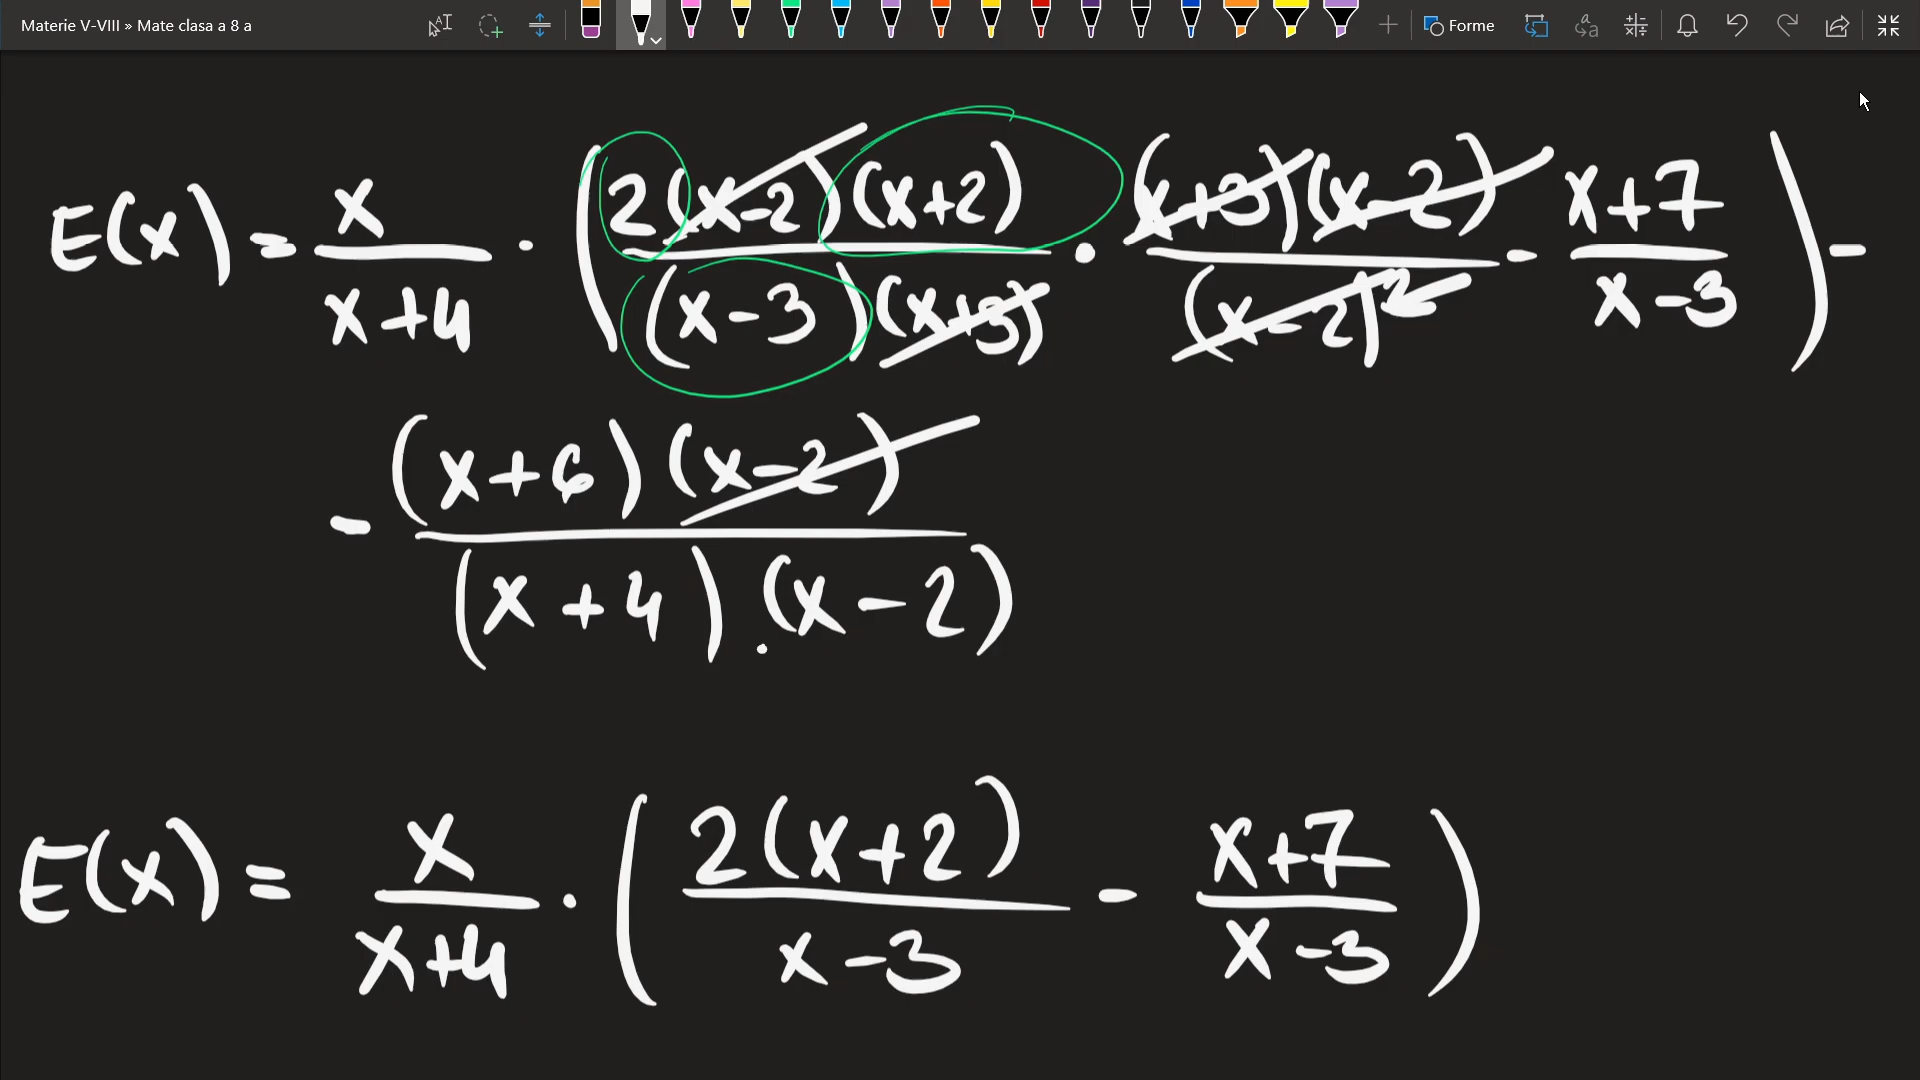 Materie V-VIII » Mate clasa a 8 a
Forme
E(x) = x/(x+4) · (2(x-2)(x+2)/((x-3)(x+3)) · (x+3)(x-2)/(x-2)² - (x+7)/(x-3)) -
- (x+6)(x-2)/((x+4).(x-2))
E(x) = x/(x+4) · (2(x+2)/(x-3) - (x+7)/(x-3))